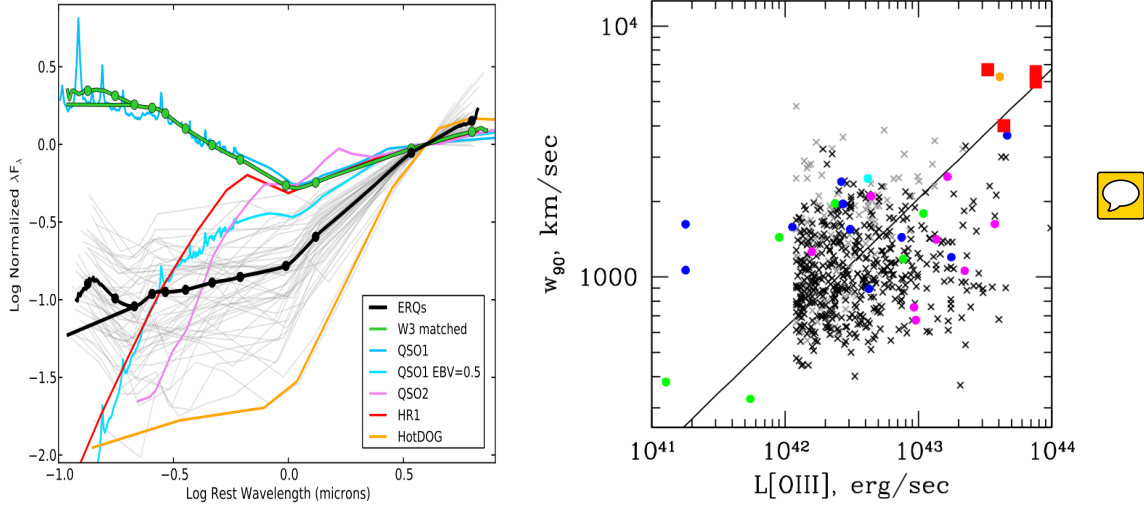 Log Normalized λFλ
0.5
0.0
−0.5
−1.0
−1.5
−2.0
−1.0
−0.5
0.0
0.5
Log Rest Wavelength (microns)
ERQs
W3 matched
QSO1
QSO1 EBV=0.5
QSO2
HR1
HotDOG
w90, km/sec
10⁴
1000
10⁴¹
10⁴²
10⁴³
10⁴⁴
L[OIII], erg/sec